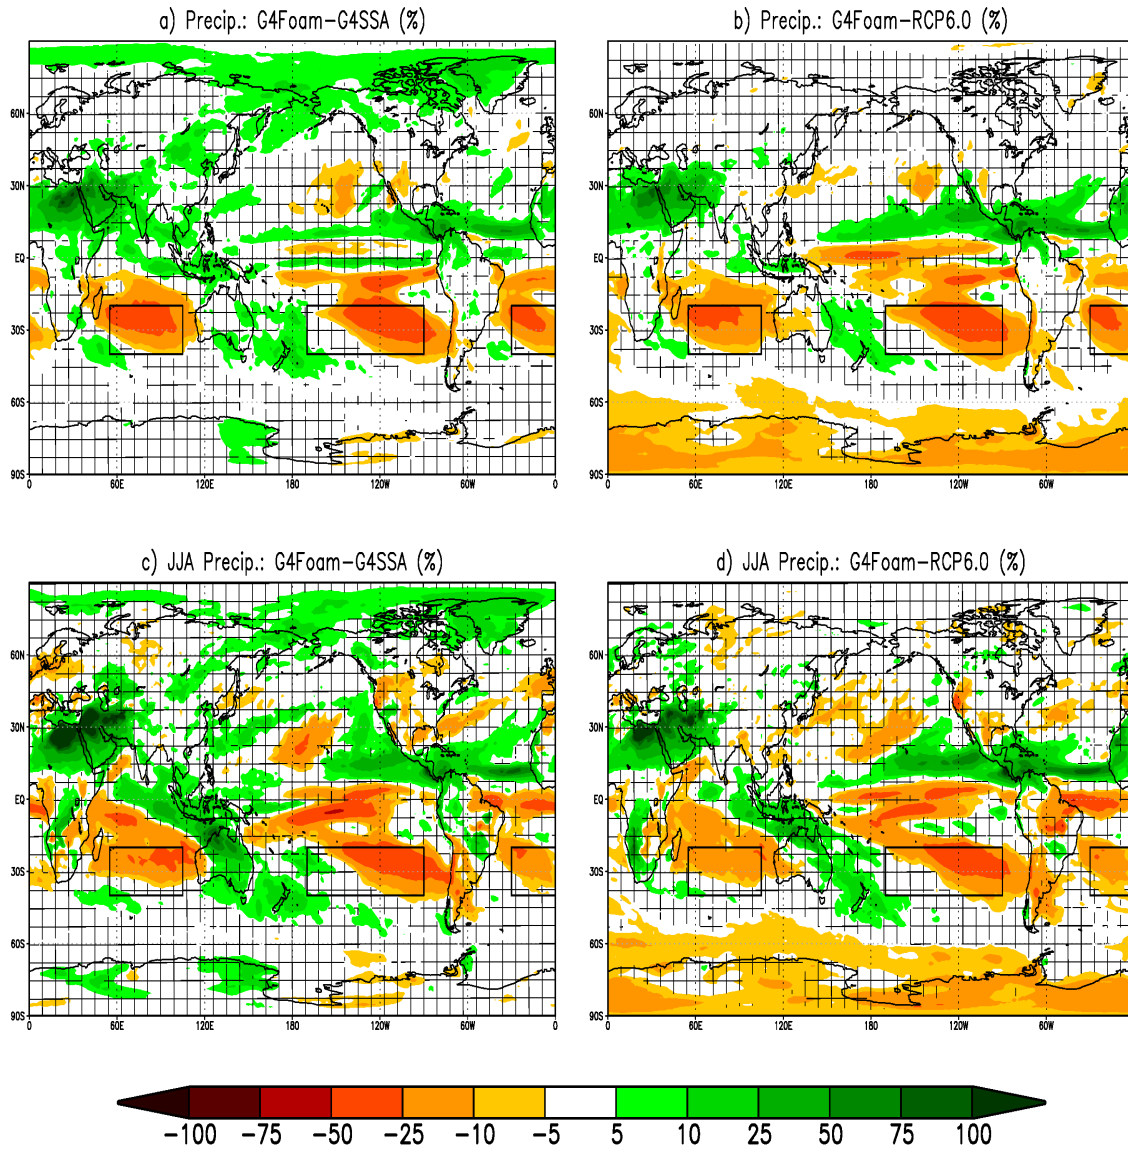 a) Precip.: G4Foam-G4SSA (%)
b) Precip.: G4Foam-RCP6.0 (%)
60N
30N
EQ
30S
60S
90S
0 60E 120E 180 120W 60W 0
60N
30N
EQ
30S
60S
90S
0 60E 120E 180 120W 60W
c) JJA Precip.: G4Foam-G4SSA (%)
d) JJA Precip.: G4Foam-RCP6.0 (%)
60N
30N
EQ
30S
60S
90S
0 60E 120E 180 120W 60W 0
60N
30N
EQ
30S
60S
90S
0 60E 120E 180 120W 60W
-100 -75 -50 -25 -10 -5 5 10 25 50 75 100